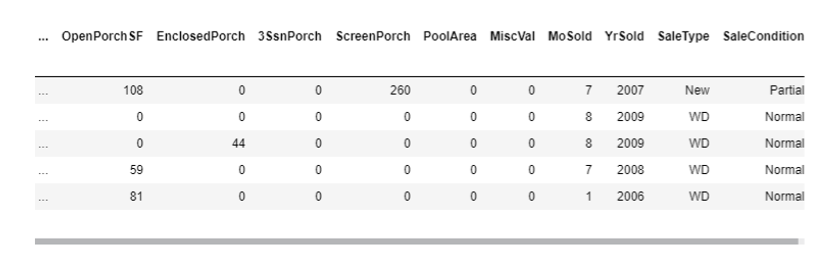 ... OpenPorchSF EnclosedPorch 3SsnPorch ScreenPorch PoolArea MiscVal MoSold YrSold SaleType SaleCondition
... 108 0 0 260 0 0 7 2007 New Partial
... 0 0 0 0 0 0 8 2009 WD Normal
... 0 44 0 0 0 0 8 2009 WD Normal
... 59 0 0 0 0 0 7 2008 WD Normal
... 81 0 0 0 0 0 1 2006 WD Normal